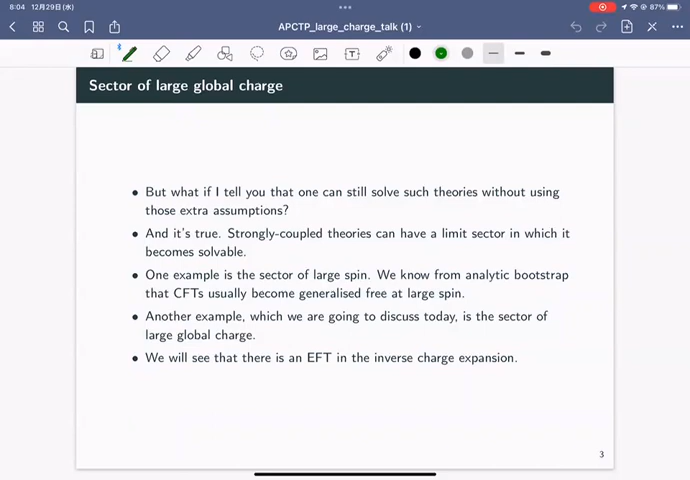 8:04 12月29日(水)
87%
APCTP_large_charge_talk (1)
T
Sector of large global charge
• But what if I tell you that one can still solve such theories without using
those extra assumptions?
• And it's true. Strongly-coupled theories can have a limit sector in which it
becomes solvable.
• One example is the sector of large spin. We know from analytic bootstrap
that CFTs usually become generalised free at large spin.
• Another example, which we are going to discuss today, is the sector of
large global charge.
• We will see that there is an EFT in the inverse charge expansion.
3